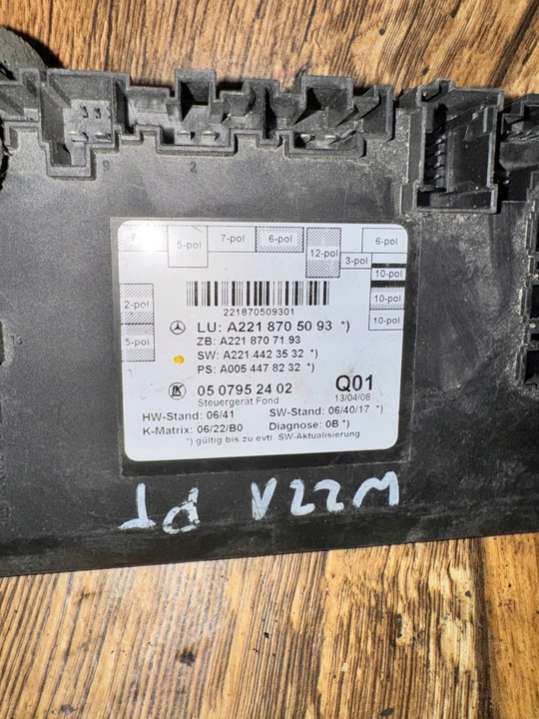 9
2
5-pol
7-pol
6-pol
12-pol
3-pol
6-pol
10-pol
10-pol
10-pol
2-pol
5-pol
221870509301
LU: A221 870 50 93 *)
ZB: A221 870 71 93
SW: A221 442 35 32 *)
PS: A005 447 82 32 *)
05 0795 24 02
Q01
Steuergerät Fond
13/04/08
HW-Stand: 06/41
SW-Stand: 06/40/17 *)
K-Matrix: 06/22/B0
Diagnose: 0B *)
*) gültig bis zu evtl. SW-Aktualisierung
W221